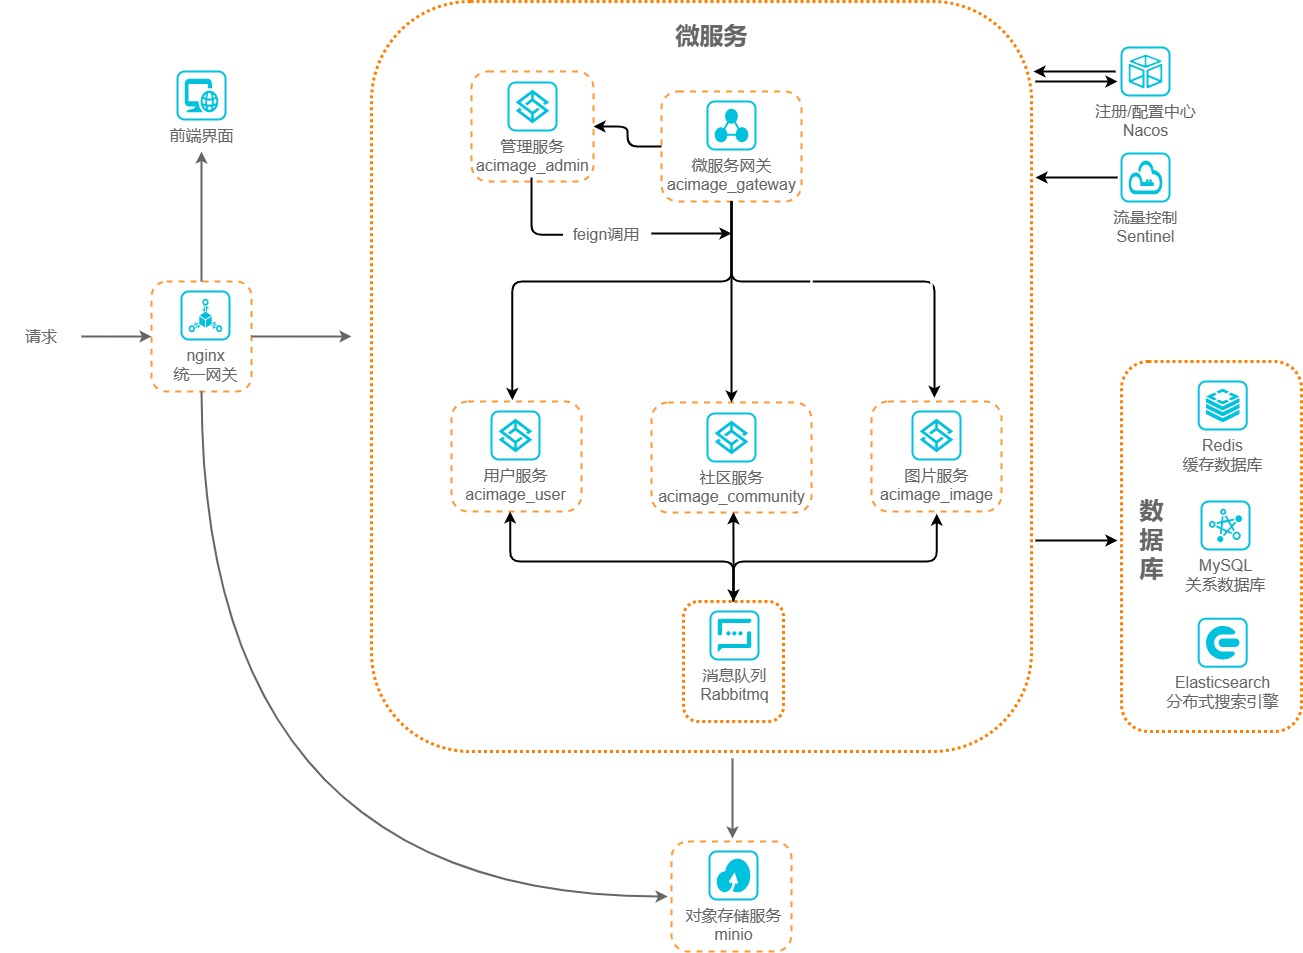 微服务
前端界面
管理服务
acimage_admin
微服务网关
acimage_gateway
注册/配置中心
Nacos
流量控制
Sentinel
feign调用
请求
nginx
统一网关
用户服务
acimage_user
社区服务
acimage_community
图片服务
acimage_image
数据库
Redis
缓存数据库
MySQL
关系数据库
Elasticsearch
分布式搜索引擎
消息队列
Rabbitmq
对象存储服务
minio